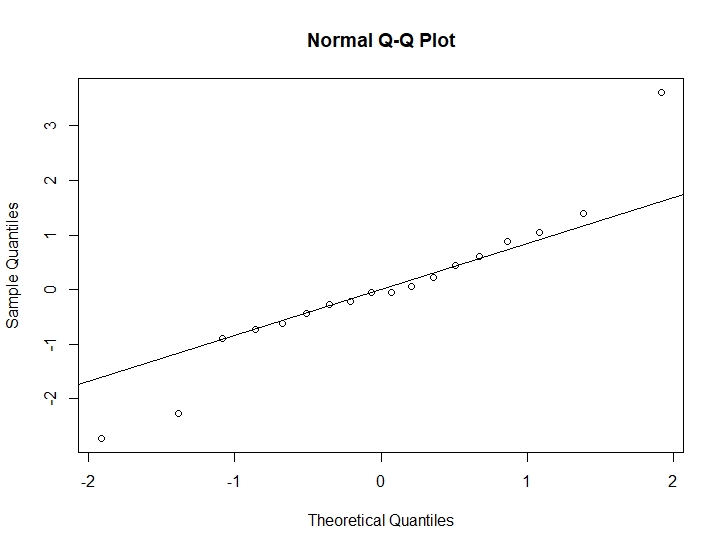 Normal Q-Q Plot
Sample Quantiles
3
2
1
0
-1
-2
-2 -1 0 1 2
Theoretical Quantiles